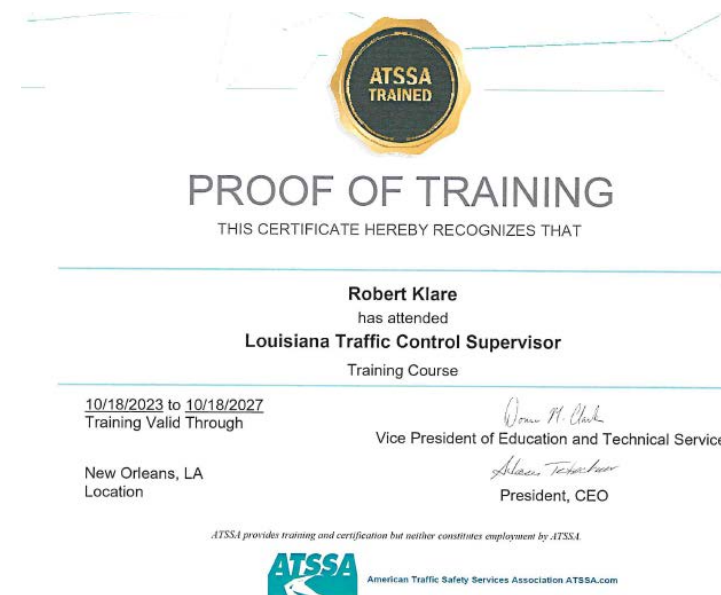 ATSSA
TRAINED
PROOF OF TRAINING
THIS CERTIFICATE HEREBY RECOGNIZES THAT
Robert Klare
has attended
Louisiana Traffic Control Supervisor
Training Course
10/18/2023 to 10/18/2027
Training Valid Through
Donna M. Clark
Vice President of Education and Technical Service
New Orleans, LA
Location
President, CEO
ATSSA provides training and certification but neither constitutes employment by ATSSA.
ATSSA
American Traffic Safety Services Association ATSSA.com